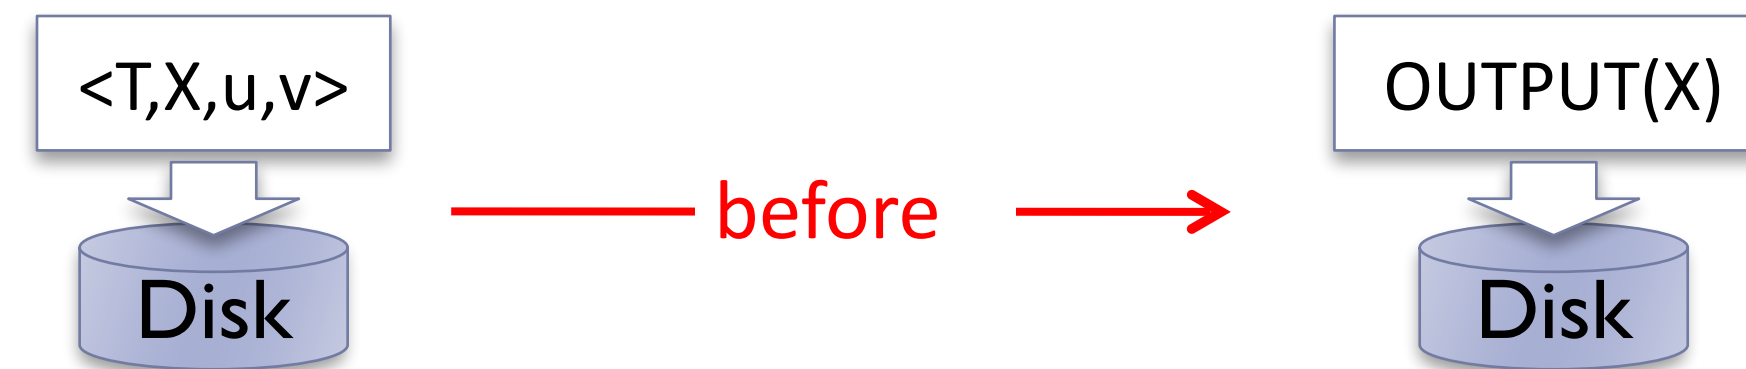 <T,X,u,v>
OUTPUT(X)
before
Disk
Disk